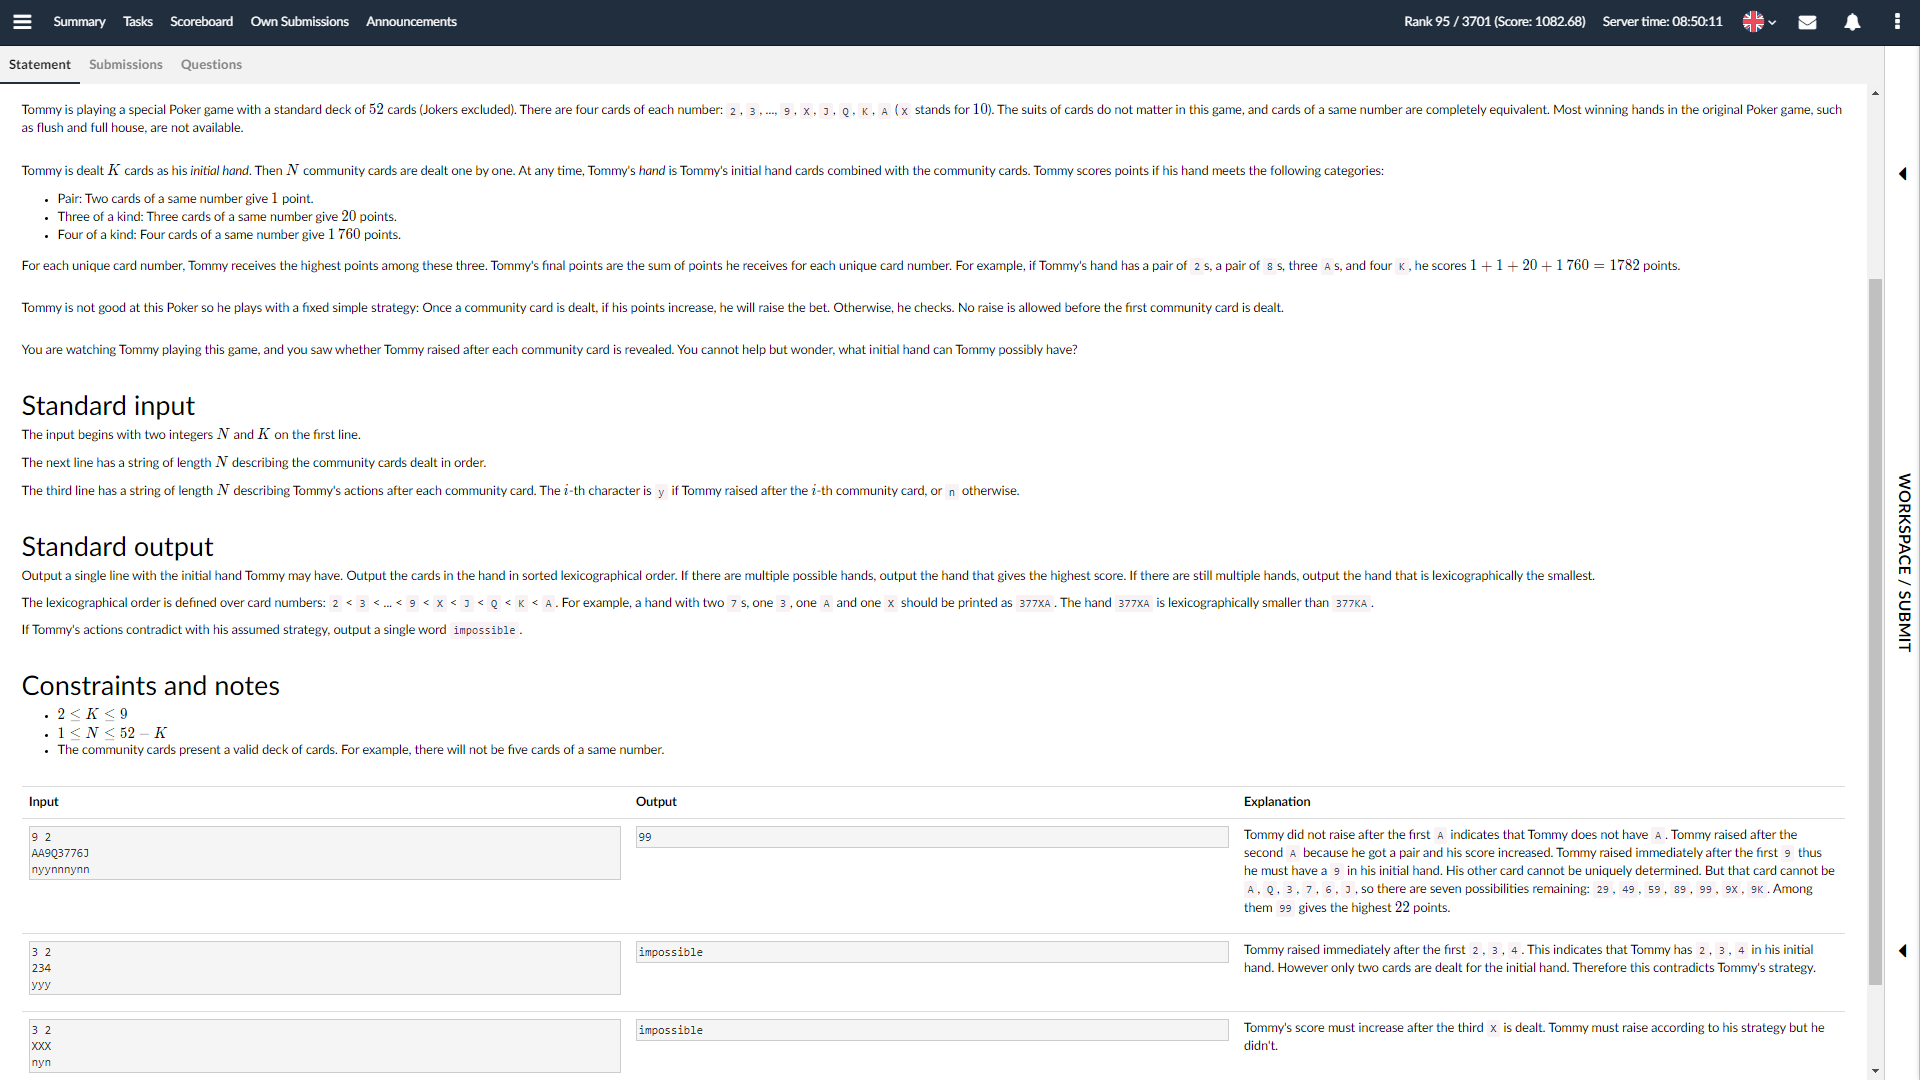 Summary Tasks Scoreboard Own Submissions Announcements Rank 95 / 3701 (Score: 1082.68) Server time: 08:50:11
Statement Submissions Questions
Tommy is playing a special Poker game with a standard deck of 52 cards (Jokers excluded). There are four cards of each number: 2, 3, ..., 9, X, J, Q, K, A (X stands for 10). The suits of cards do not matter in this game, and cards of a same number are completely equivalent. Most winning hands in the original Poker game, such
as flush and full house, are not available.
Tommy is dealt K cards as his initial hand. Then N community cards are dealt one by one. At any time, Tommy's hand is Tommy's initial hand cards combined with the community cards. Tommy scores points if his hand meets the following categories:
• Pair: Two cards of a same number give 1 point.
• Three of a kind: Three cards of a same number give 20 points.
• Four of a kind: Four cards of a same number give 1 760 points.
For each unique card number, Tommy receives the highest points among these three. Tommy's final points are the sum of points he receives for each unique card number. For example, if Tommy's hand has a pair of 2 s, a pair of 8 s, three A s, and four K, he scores 1 + 1 + 20 + 1 760 = 1782 points.
Tommy is not good at this Poker so he plays with a fixed simple strategy: Once a community card is dealt, if his points increase, he will raise the bet. Otherwise, he checks. No raise is allowed before the first community card is dealt.
You are watching Tommy playing this game, and you saw whether Tommy raised after each community card is revealed. You cannot help but wonder, what initial hand can Tommy possibly have?
Standard input
The input begins with two integers N and K on the first line.
The next line has a string of length N describing the community cards dealt in order.
The third line has a string of length N describing Tommy's actions after each community card. The i-th character is y if Tommy raised after the i-th community card, or n otherwise.
Standard output
Output a single line with the initial hand Tommy may have. Output the cards in the hand in sorted lexicographical order. If there are multiple possible hands, output the hand that gives the highest score. If there are still multiple hands, output the hand that is lexicographically the smallest.
The lexicographical order is defined over card numbers: 2 < 3 < ... < 9 < X < J < Q < K < A. For example, a hand with two 7 s, one 3, one A and one X should be printed as 377XA. The hand 377XA is lexicographically smaller than 377KA.
If Tommy's actions contradict with his assumed strategy, output a single word impossible.
Constraints and notes
• 2 ≤ K ≤ 9
• 1 ≤ N ≤ 52 − K
• The community cards present a valid deck of cards. For example, there will not be five cards of a same number.
Input Output Explanation
9 2
AA9Q3776J
nyynnnynn
99
Tommy did not raise after the first A indicates that Tommy does not have A. Tommy raised after the
second A because he got a pair and his score increased. Tommy raised immediately after the first 9 thus
he must have a 9 in his initial hand. His other card cannot be uniquely determined. But that card cannot be
A, Q, 3, 7, 6, J, so there are seven possibilities remaining: 29, 49, 59, 89, 99, 9X, 9K. Among
them 99 gives the highest 22 points.
3 2
234
yyy
impossible
Tommy raised immediately after the first 2, 3, 4. This indicates that Tommy has 2, 3, 4 in his initial
hand. However only two cards are dealt for the initial hand. Therefore this contradicts Tommy's strategy.
3 2
XXX
nyn
impossible
Tommy's score must increase after the third X is dealt. Tommy must raise according to his strategy but he
didn't.
WORKSPACE / SUBMIT